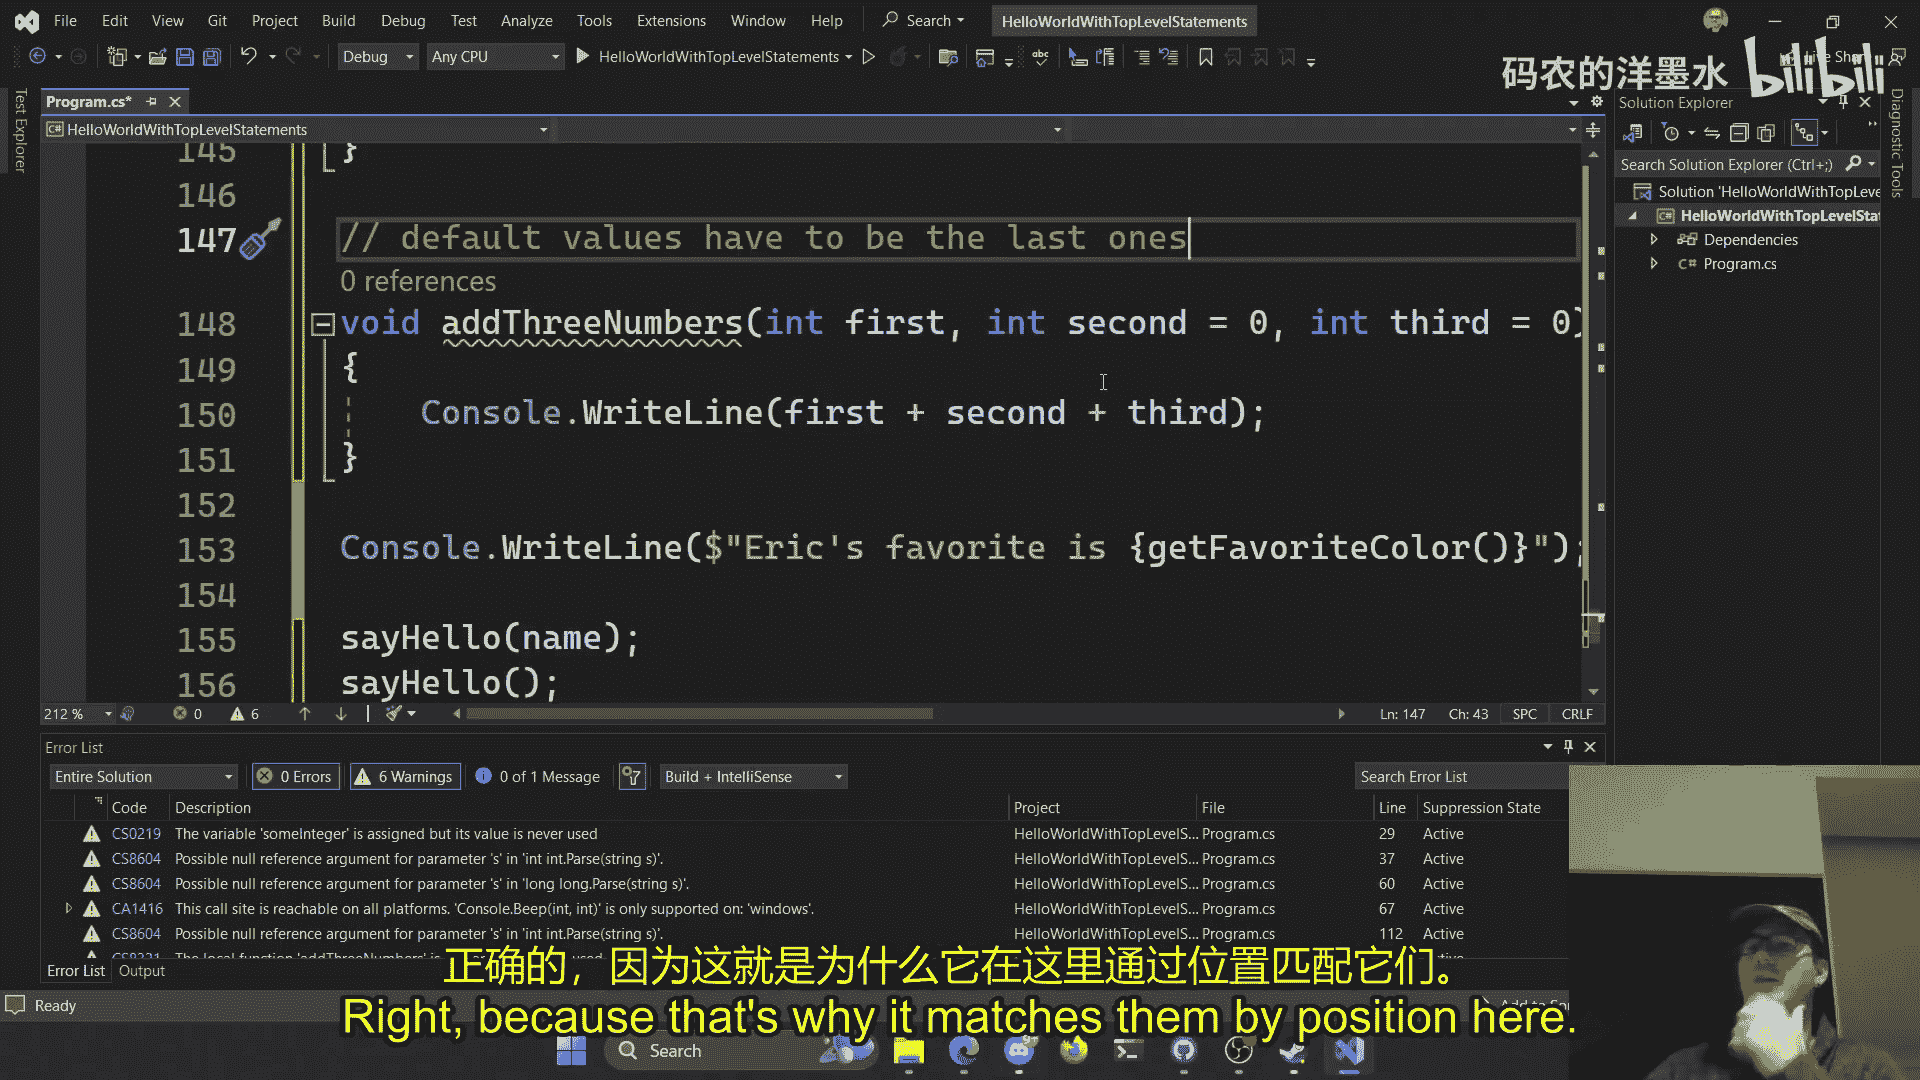 File Edit View Git Project Build Debug Test Analyze Tools Extensions Window Help Search HelloWorldWithTopLevelStatements
Debug Any CPU HelloWorldWithTopLevelStatements Live Share
码农的洋墨水 bilibili
Test Explorer
Program.cs*
HelloWorldWithTopLevelStatements
145 }
146
147 // default values have to be the last ones
0 references
148 void addThreeNumbers(int first, int second = 0, int third = 0)
149 {
150 Console.WriteLine(first + second + third);
151 }
152
153 Console.WriteLine($"Eric's favorite is {getFavoriteColor()}");
154
155 sayHello(name);
156 sayHello();
212 % 0 6 Ln: 147 Ch: 43 SPC CRLF
Solution Explorer
Search Solution Explorer (Ctrl+;)
Solution 'HelloWorldWithTopLeve
HelloWorldWithTopLevelSta
Dependencies
C# Program.cs
Diagnostic Tools
Error List
Entire Solution 0 Errors 6 Warnings 0 of 1 Message Build + IntelliSense Search Error List
Code Description Project File Line Suppression State
CS0219 The variable 'someInteger' is assigned but its value is never used HelloWorldWithTopLevelS... Program.cs 29 Active
CS8604 Possible null reference argument for parameter 's' in 'int int.Parse(string s)'. HelloWorldWithTopLevelS... Program.cs 37 Active
CS8604 Possible null reference argument for parameter 's' in 'long long.Parse(string s)'. HelloWorldWithTopLevelS... Program.cs 60 Active
CA1416 This call site is reachable on all platforms. 'Console.Beep(int, int)' is only supported on: 'windows'. HelloWorldWithTopLevelS... Program.cs 67 Active
CS8604 Possible null reference argument for parameter 's' in 'int int.Parse(string s)'. HelloWorldWithTopLevelS... Program.cs 112 Active
Error List Output
正确的，因为这就是为什么它在这里通过位置匹配它们。
Ready
Right, because that's why it matches them by position here.
Search